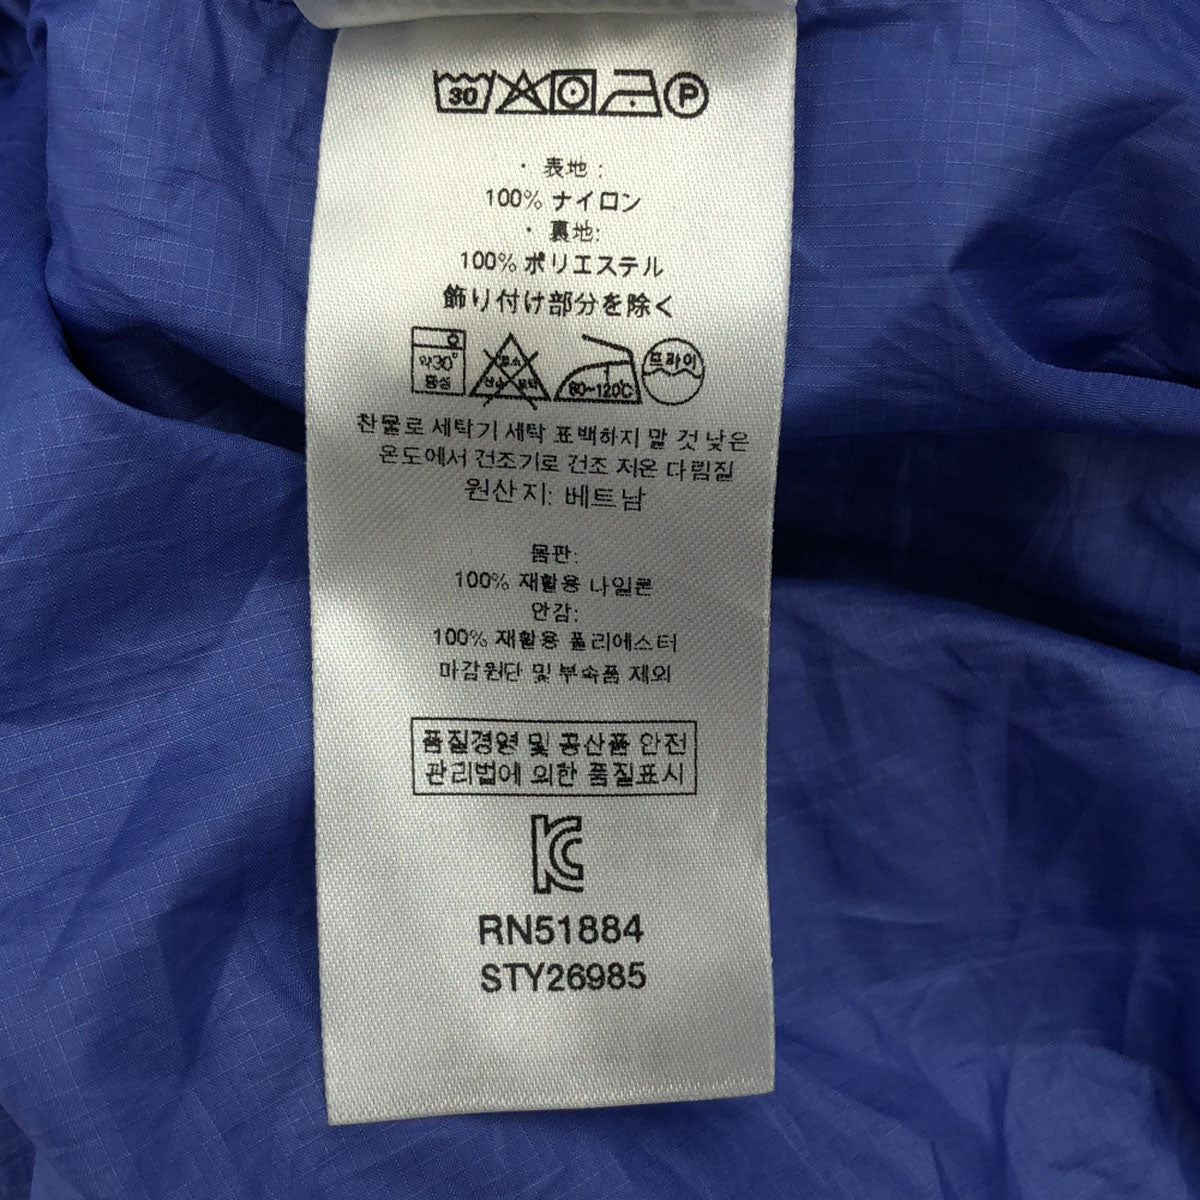 30 P
・表地:
100% ナイロン
・裏地:
100% ポリエステル
飾り付け部分を除く
약30° 80~120℃ 드라이
중성
찬물로 세탁기 세탁 표백하지 말 것 낮은
온도에서 건조기로 건조 저온 다림질
원산지: 베트남
몸판:
100% 재활용 나일론
안감:
100% 재활용 폴리에스터
마감원단 및 부속품 제외
품질경영 및 공산품 안전
관리법에 의한 품질표시
KC
RN51884
STY26985